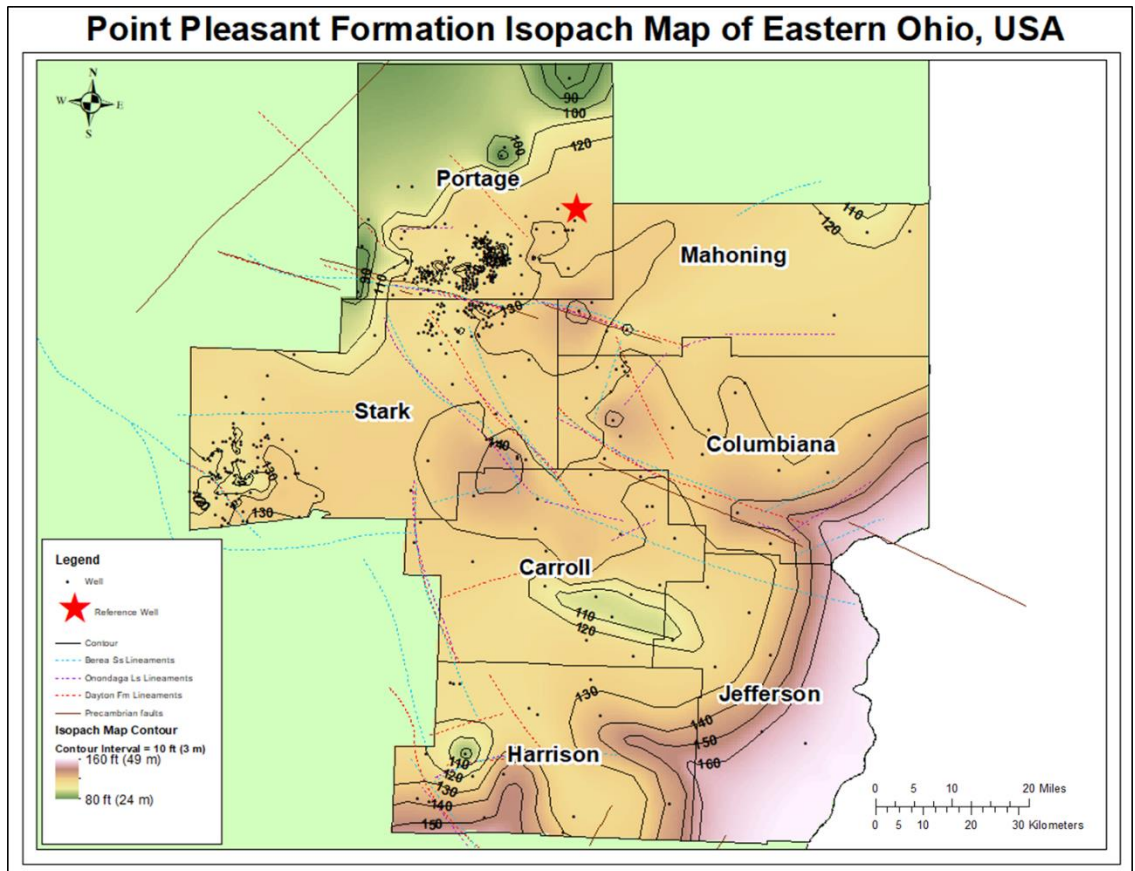 Point Pleasant Formation Isopach Map of Eastern Ohio, USA
N
W E
S
90
100
120
100
Portage
110
120
Mahoning
90
110
130
Stark
140
Columbiana
130
120
130
Carroll
110
120
Jefferson
130
140
150
160
Harrison
110
120
130
140
150
Legend
Well
Reference Well
Contour
Berea Ss Lineaments
Onondaga Ls Lineaments
Dayton Fm Lineaments
Precambrian faults
Isopach Map Contour
Contour Interval = 10 ft (3 m)
160 ft (49 m)
80 ft (24 m)
0 10 20 Miles
0 5 10 20 30 Kilometers